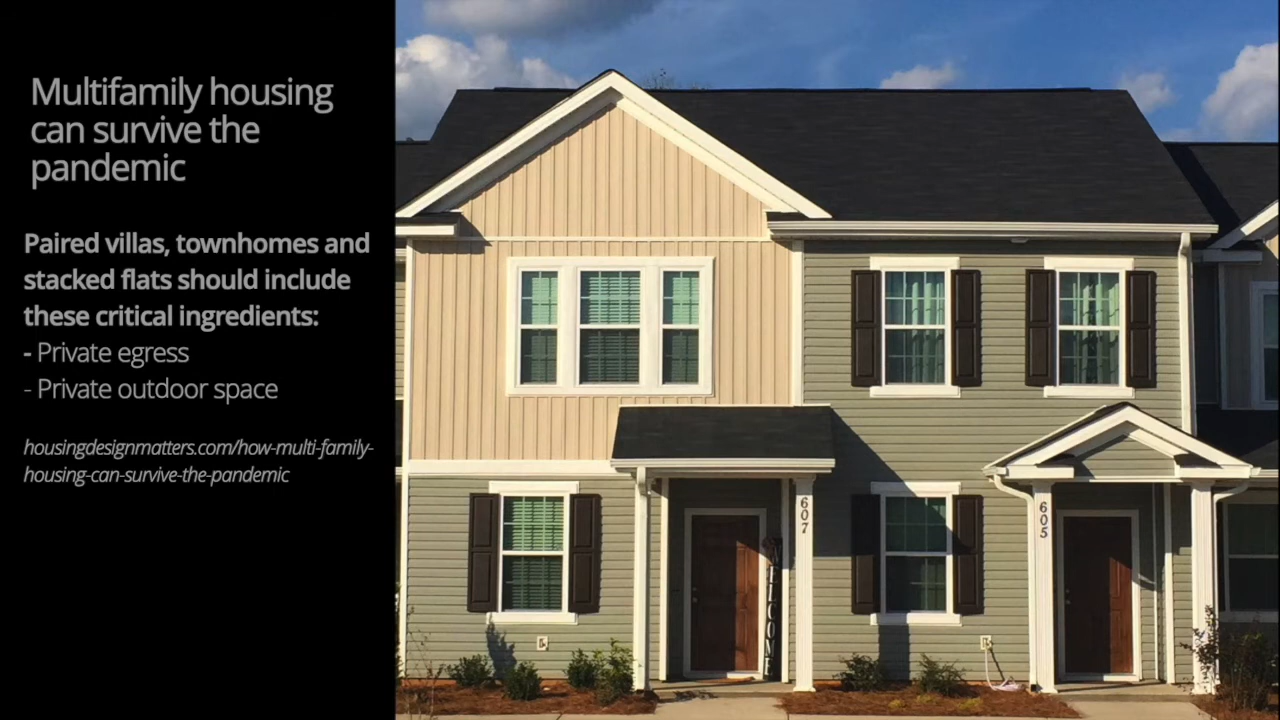 Multifamily housing
can survive the
pandemic
Paired villas, townhomes and
stacked flats should include
these critical ingredients:
- Private egress
- Private outdoor space
housingdesignmatters.com/how-multi-family-
housing-can-survive-the-pandemic
607
605
WELCOME